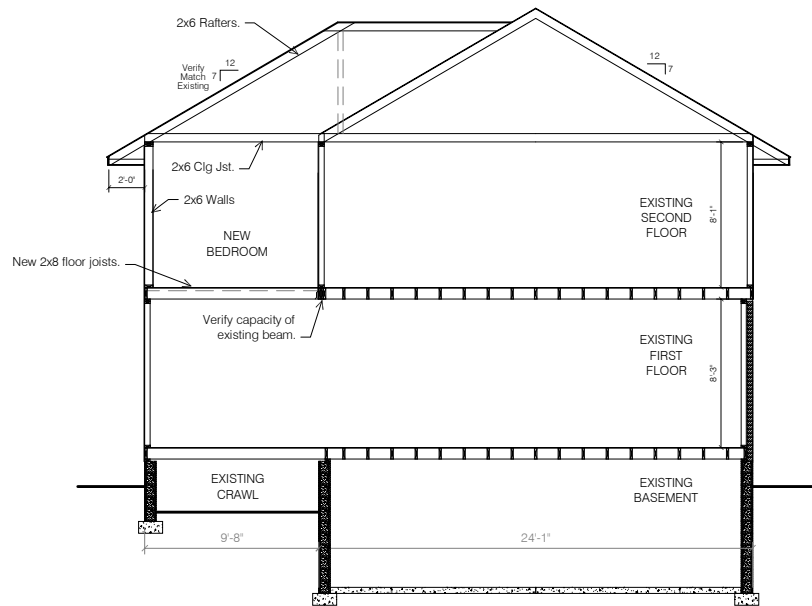 2x6 Rafters.
12
7
Verify
Match
Existing
12
7
2x6 Clg Jst.
2'-0"
2x6 Walls
NEW
BEDROOM
EXISTING
SECOND
FLOOR
8'-1"
New 2x8 floor joists.
Verify capacity of
existing beam.
EXISTING
FIRST
FLOOR
8'-3"
EXISTING
CRAWL
EXISTING
BASEMENT
9'-8"
24'-1"